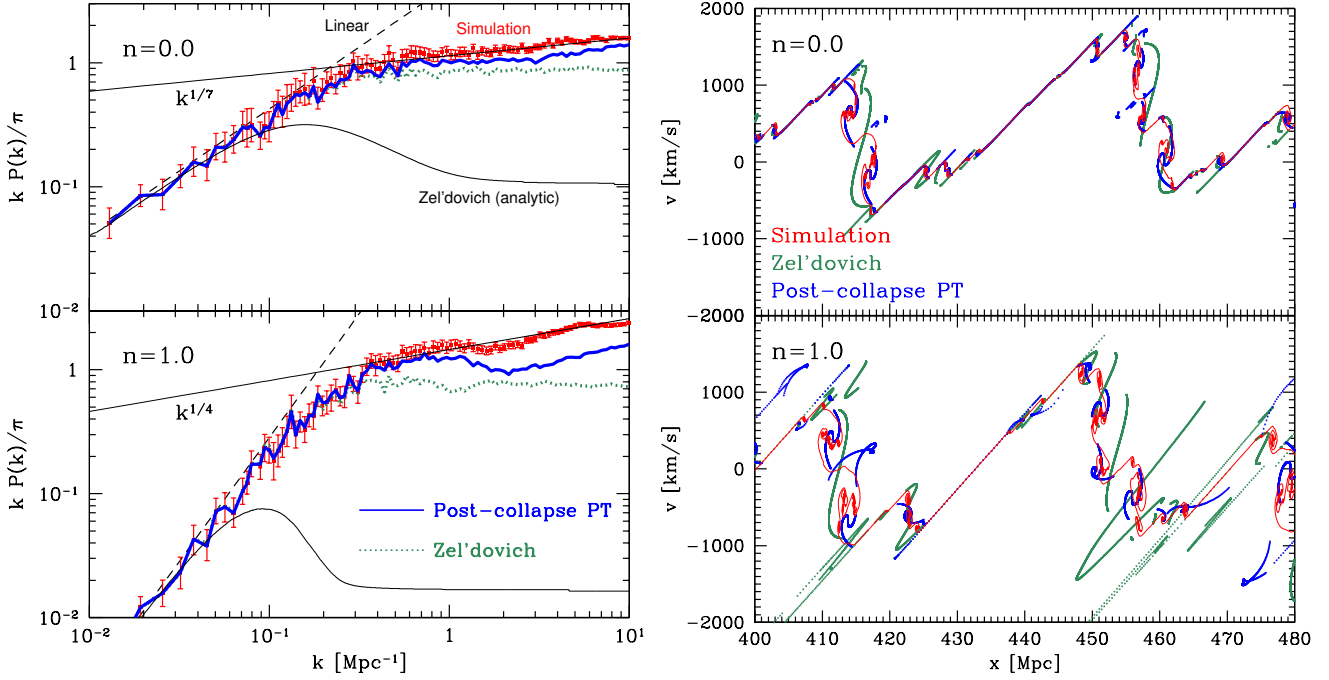 n=0.0
Linear
Simulation
k^{1/7}
Zel'dovich (analytic)
k P(k)/π
1
10^{-1}
10^{-2}
n=1.0
k^{1/4}
Post-collapse PT
Zel'dovich
k P(k)/π
1
10^{-1}
10^{-2}
10^{-2}
10^{-1}
1
10^{1}
k [Mpc^{-1}]
2000
1000
0
-1000
-2000
v [km/s]
n=0.0
Simulation
Zel'dovich
Post-collapse PT
1000
0
-1000
-2000
v [km/s]
n=1.0
400
410
420
430
440
450
460
470
480
x [Mpc]